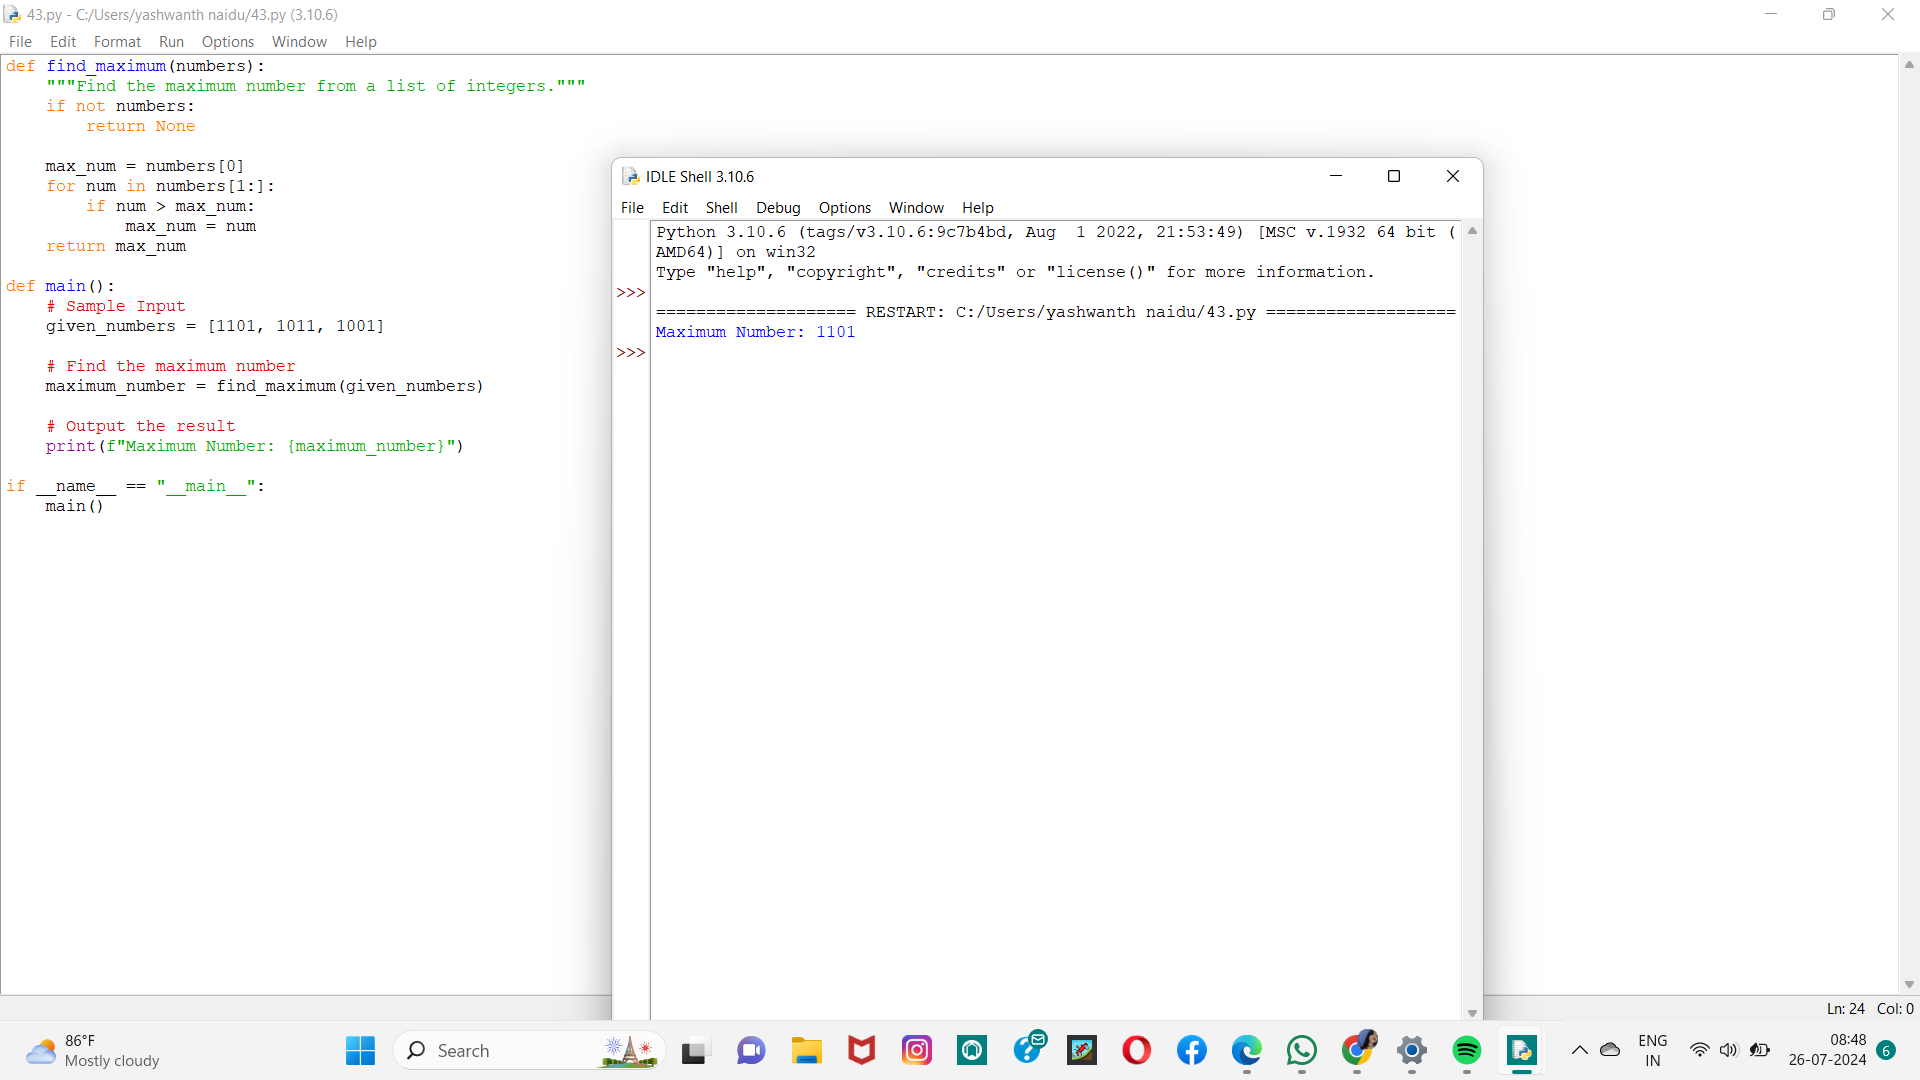 43.py - C:/Users/yashwanth naidu/43.py (3.10.6)
File Edit Format Run Options Window Help
def find_maximum(numbers):
    """Find the maximum number from a list of integers."""
    if not numbers:
        return None
    max_num = numbers[0]
    for num in numbers[1:]:
        if num > max_num:
            max_num = num
    return max_num
def main():
    # Sample Input
    given_numbers = [1101, 1011, 1001]
    # Find the maximum number
    maximum_number = find_maximum(given_numbers)
    # Output the result
    print(f"Maximum Number: {maximum_number}")
if __name__ == "__main__":
    main()
IDLE Shell 3.10.6
File Edit Shell Debug Options Window Help
Python 3.10.6 (tags/v3.10.6:9c7b4bd, Aug  1 2022, 21:53:49) [MSC v.1932 64 bit (
AMD64)] on win32
Type "help", "copyright", "credits" or "license()" for more information.
>>>
==================== RESTART: C:/Users/yashwanth naidu/43.py ===================
Maximum Number: 1101
>>>
Ln: 24 Col: 0
86°F
Mostly cloudy
Search
ENG
IN
08:48
26-07-2024
6